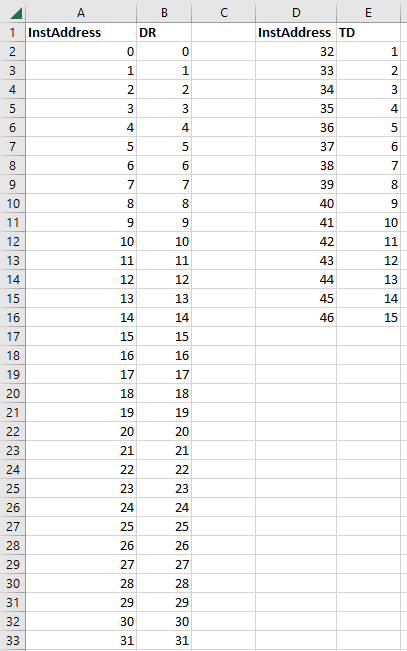 A B C D E
1 InstAddress DR InstAddress TD
2 0 0 32 1
3 1 1 33 2
4 2 2 34 3
5 3 3 35 4
6 4 4 36 5
7 5 5 37 6
8 6 6 38 7
9 7 7 39 8
10 8 8 40 9
11 9 9 41 10
12 10 10 42 11
13 11 11 43 12
14 12 12 44 13
15 13 13 45 14
16 14 14 46 15
17 15 15
18 16 16
19 17 17
20 18 18
21 19 19
22 20 20
23 21 21
24 22 22
25 23 23
26 24 24
27 25 25
28 26 26
29 27 27
30 28 28
31 29 29
32 30 30
33 31 31